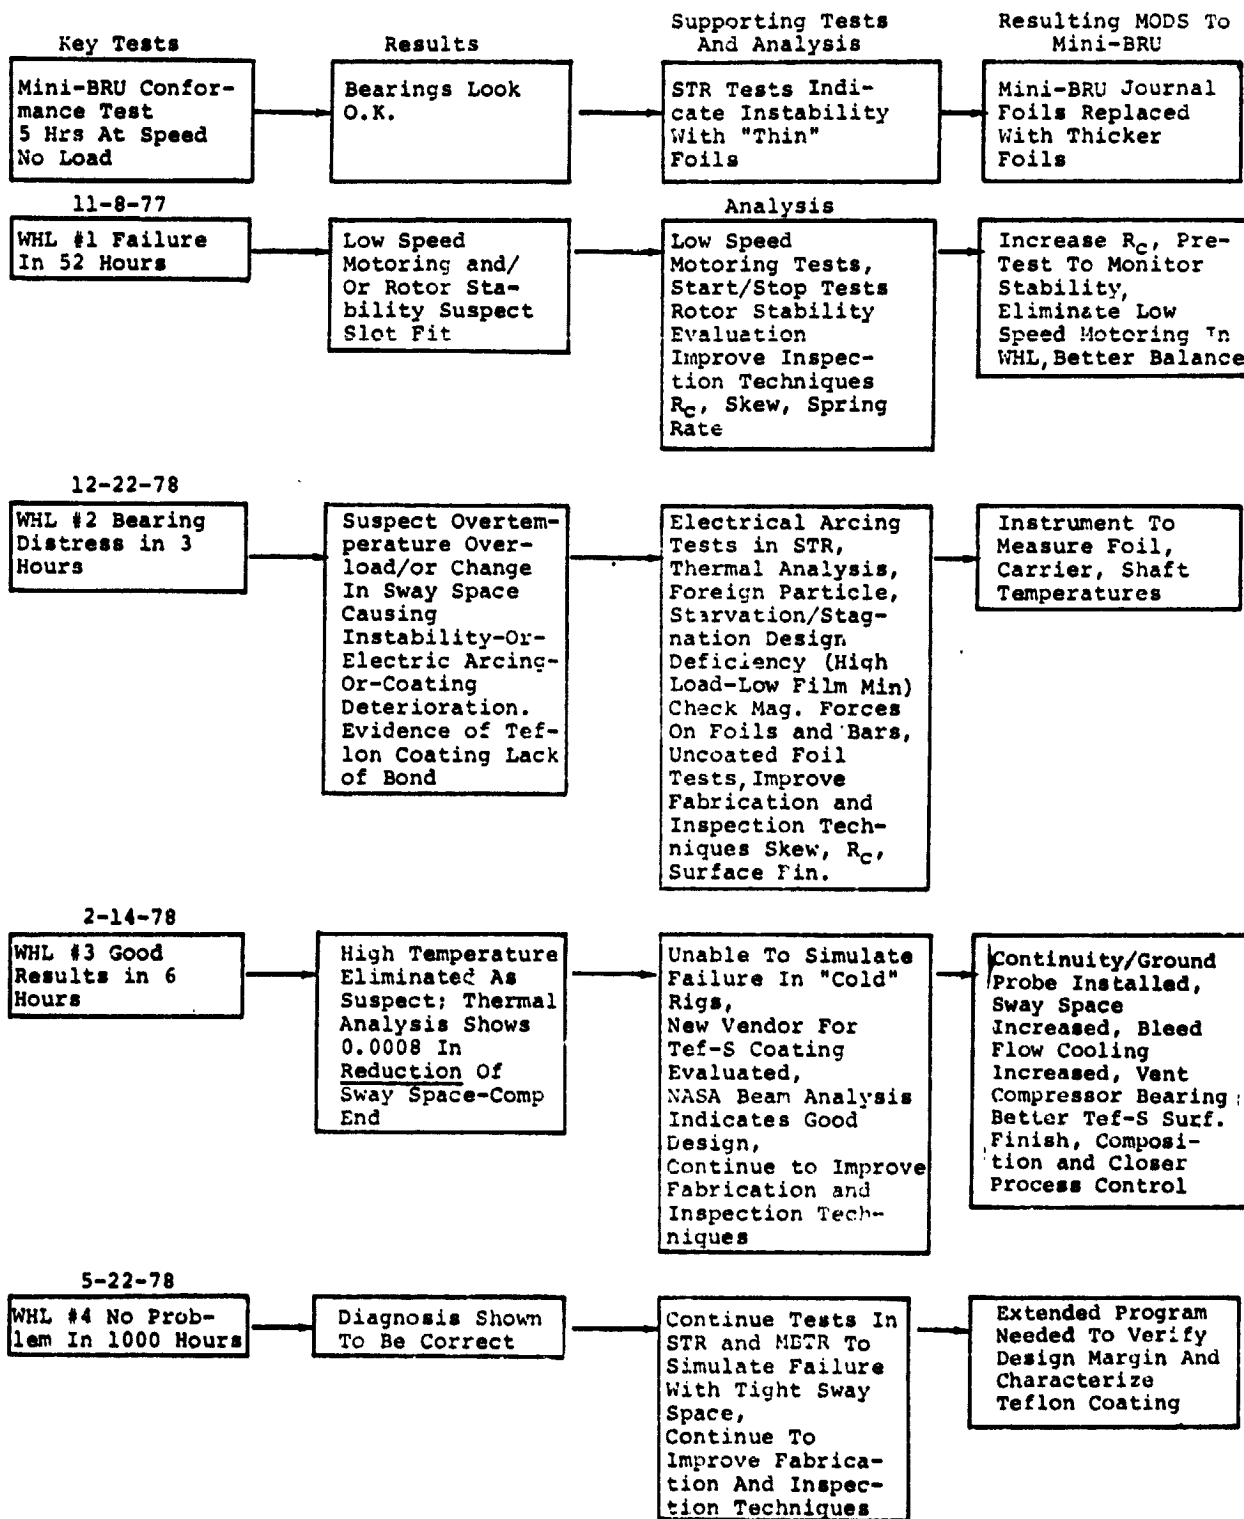 Key Tests
Results
Supporting Tests
And Analysis
Resulting MODS To
Mini-BRU
Mini-BRU Confor-
mance Test
5 Hrs At Speed
No Load
Bearings Look
O.K.
STR Tests Indi-
cate Instability
With "Thin"
Foils
Mini-BRU Journal
Foils Replaced
With Thicker
Foils
11-8-77
WHL #1 Failure
In 52 Hours
Low Speed
Motoring and/
Or Rotor Sta-
bility Suspect
Slot Fit
Analysis
Low Speed
Motoring Tests,
Start/Stop Tests
Rotor Stability
Evaluation
Improve Inspec-
tion Techniques
Rc, Skew, Spring
Rate
Increase Rc, Pre-
Test To Monitor
Stability,
Eliminate Low
Speed Motoring In
WHL, Better Balance
12-22-78
WHL #2 Bearing
Distress in 3
Hours
Suspect Overtem-
perature Over-
load/or Change
In Sway Space
Causing
Instability-Or-
Electric Arcing-
Or-Coating
Deterioration.
Evidence of Tef-
lon Coating Lack
of Bond
Electrical Arcing
Tests in STR,
Thermal Analysis,
Foreign Particle,
Starvation/Stag-
nation Design
Deficiency (High
Load-Low Film Min)
Check Mag. Forces
On Foils and Bars,
Uncoated Foil
Tests, Improve
Fabrication and
Inspection Tech-
niques Skew, Rc,
Surface Fin.
Instrument To
Measure Foil,
Carrier, Shaft
Temperatures
2-14-78
WHL #3 Good
Results in 6
Hours
High Temperature
Eliminated As
Suspect; Thermal
Analysis Shows
0.0008 In
Reduction Of
Sway Space-Comp
End
Unable To Simulate
Failure In "Cold"
Rigs,
New Vendor For
Tef-S Coating
Evaluated,
NASA Beam Analysis
Indicates Good
Design,
Continue to Improve
Fabrication and
Inspection Tech-
niques
Continuity/Ground
Probe Installed,
Sway Space
Increased, Bleed
Flow Cooling
Increased, Vent
Compressor Bearing
Better Tef-S Surf.
Finish, Composi-
tion and Closer
Process Control
5-22-78
WHL #4 No Prob-
lem In 1000 Hours
Diagnosis Shown
To Be Correct
Continue Tests In
STR and MBTR To
Simulate Failure
With Tight Sway
Space,
Continue To
Improve Fabrica-
tion And Inspec-
tion Techniques
Extended Program
Needed To Verify
Design Margin And
Characterize
Teflon Coating